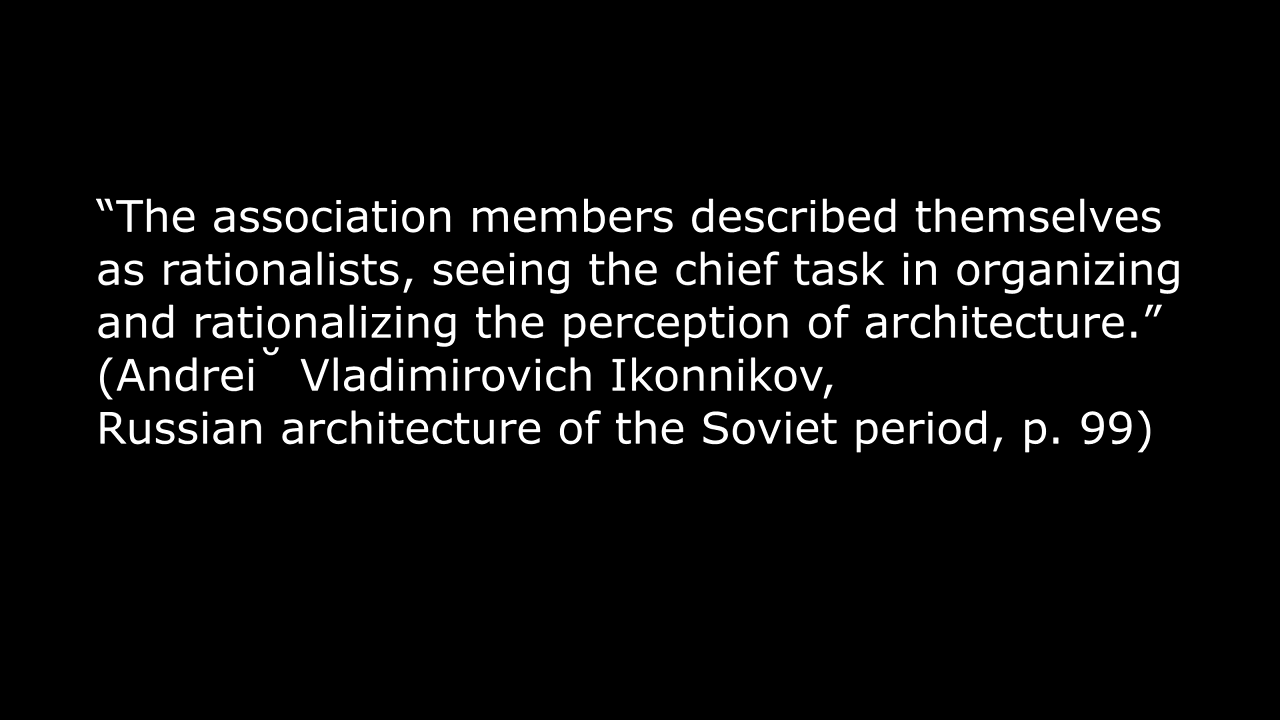 “The association members described themselves
as rationalists, seeing the chief task in organizing
and rationalizing the perception of architecture.”
(Andrei˘ Vladimirovich Ikonnikov,
Russian architecture of the Soviet period, p. 99)